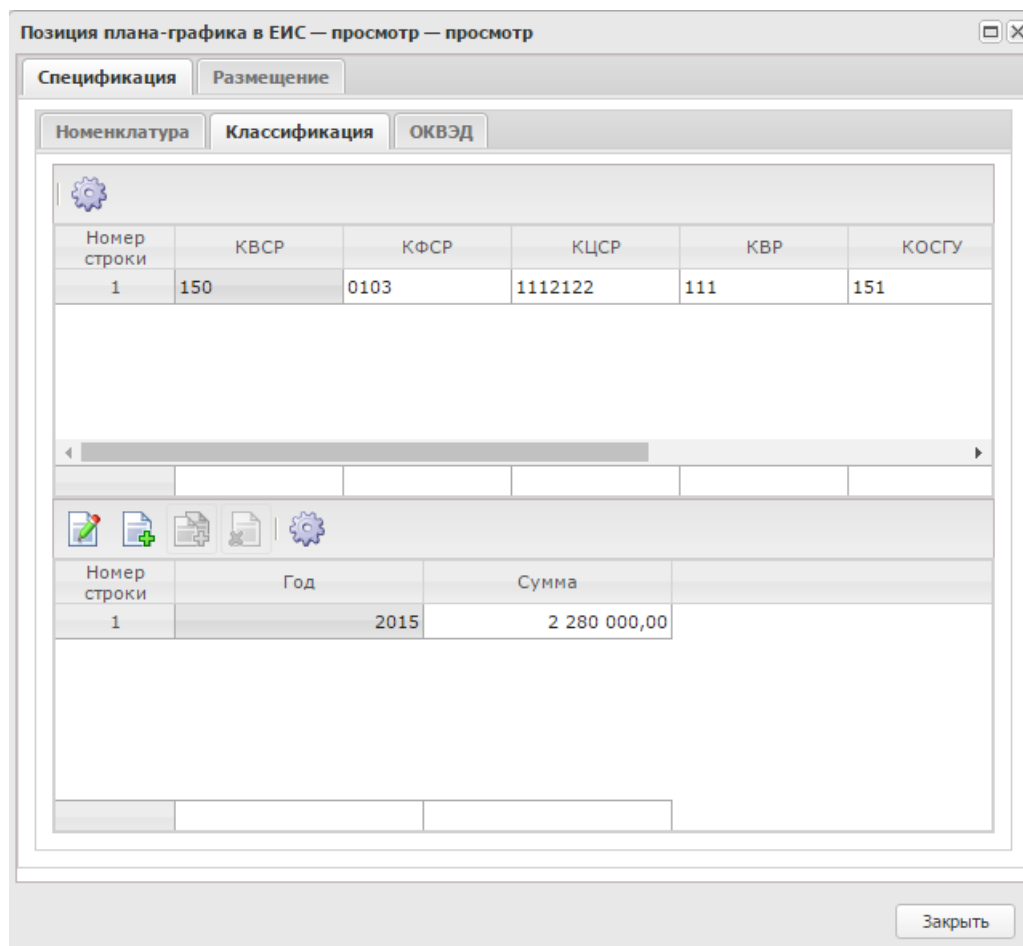 Позиция плана-графика в ЕИС — просмотр — просмотр
Спецификация Размещение
Номенклатура Классификация ОКВЭД
Номер строки КВСР КФСР КЦСР КВР КОСГУ
1 150 0103 1112122 111 151
Номер строки Год Сумма
1 2015 2 280 000,00
Закрыть